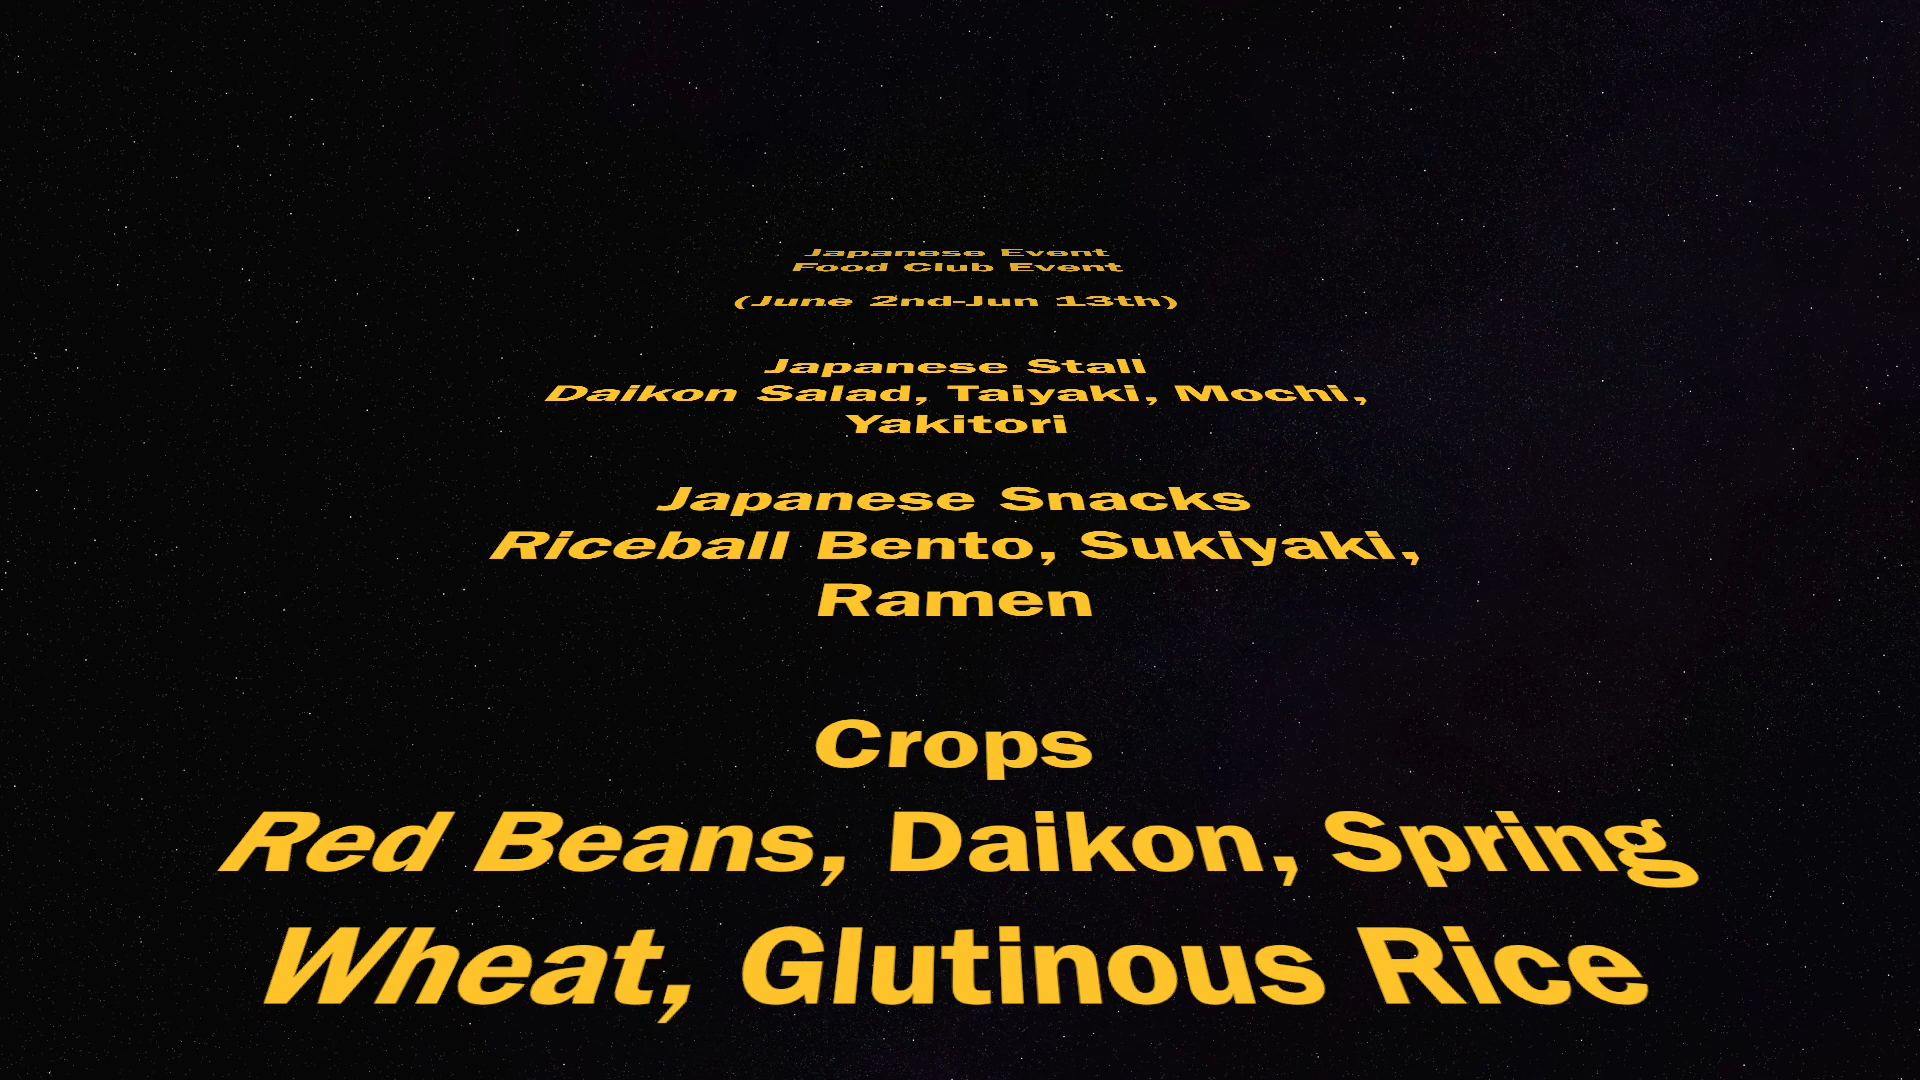 Japanese Event
Food Club Event
(June 2nd-Jun 13th)
Japanese Stall
Daikon Salad, Taiyaki, Mochi,
Yakitori
Japanese Snacks
Riceball Bento, Sukiyaki,
Ramen
Crops
Red Beans, Daikon, Spring
Wheat, Glutinous Rice